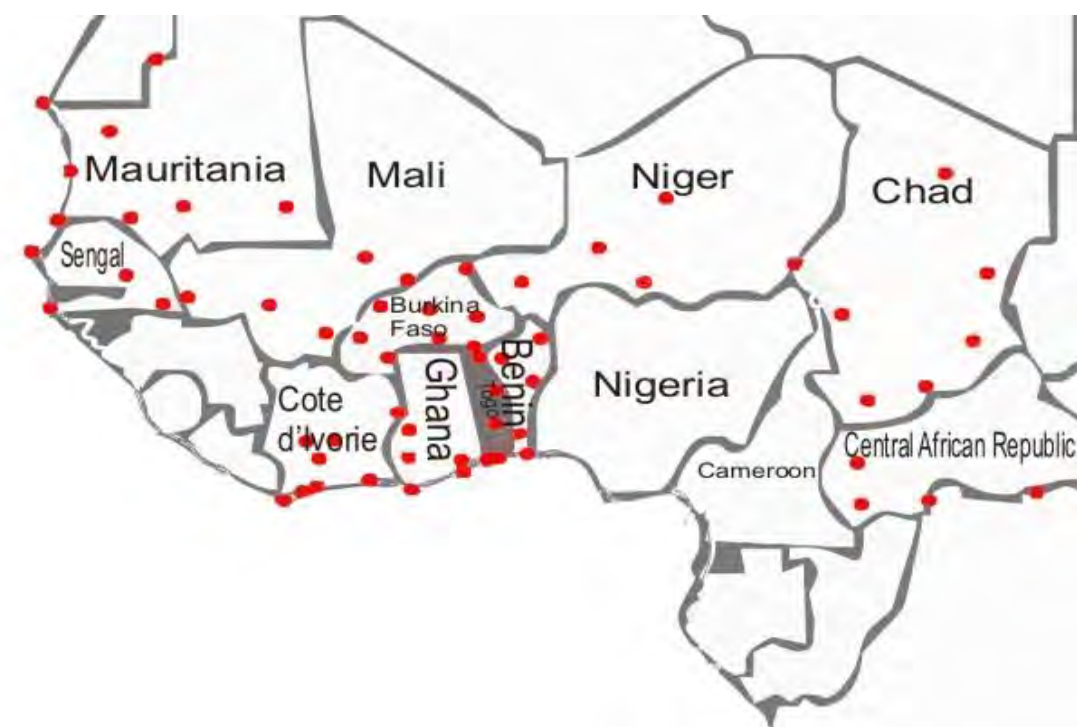 Mauritania
Mali
Niger
Chad
Sengal
Burkina
Faso
Benin
Ghana
Togo
Nigeria
Cote
d'Ivorie
Central African Republic
Cameroon